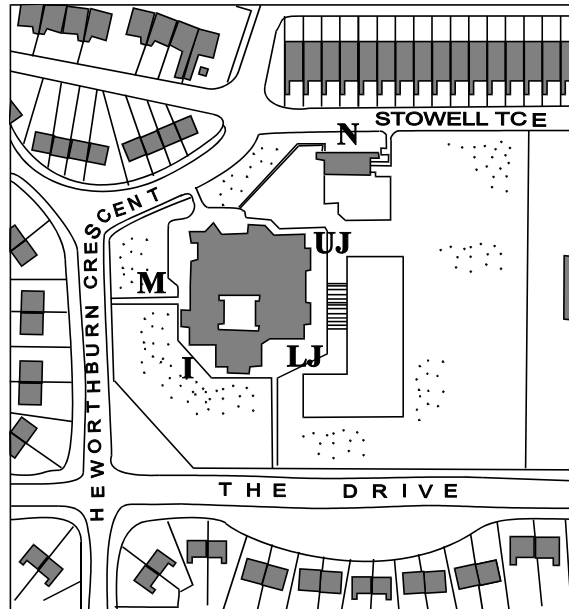 STOWELL TCE
N
HEWORTHBURN CRESCENT
UJ
M
LJ
I
THE DRIVE